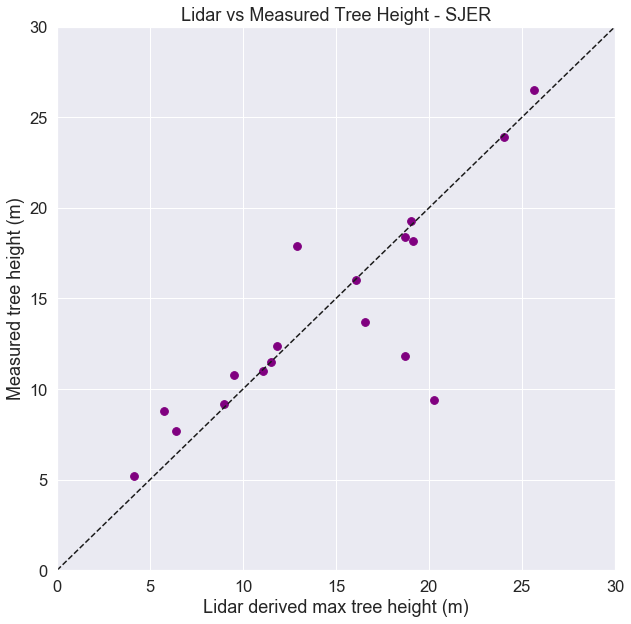 Lidar vs Measured Tree Height - SJER
30
25
20
15
10
5
0
Measured tree height (m)
0 5 10 15 20 25 30
Lidar derived max tree height (m)